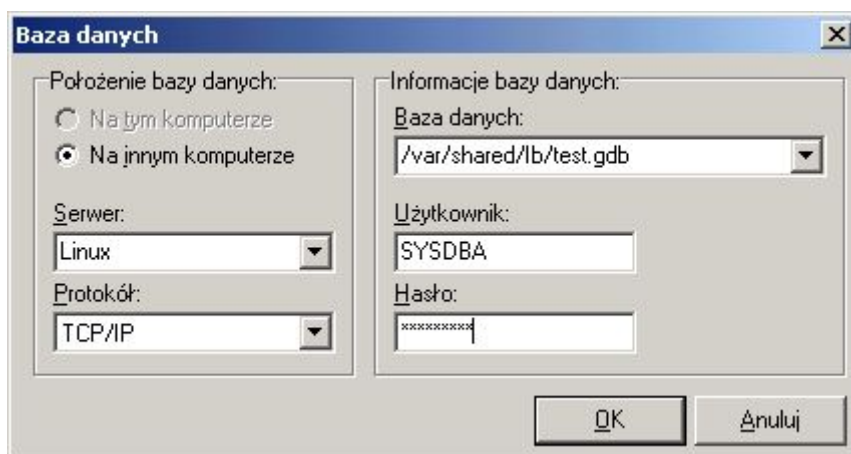 Baza danych
Położenie bazy danych:
Na tym komputerze
Na innym komputerze
Serwer:
Linux
Protokół:
TCP/IP
Informacje bazy danych:
Baza danych:
/var/shared/lb/test.gdb
Użytkownik:
SYSDBA
Hasło:
*********
OK
Anuluj